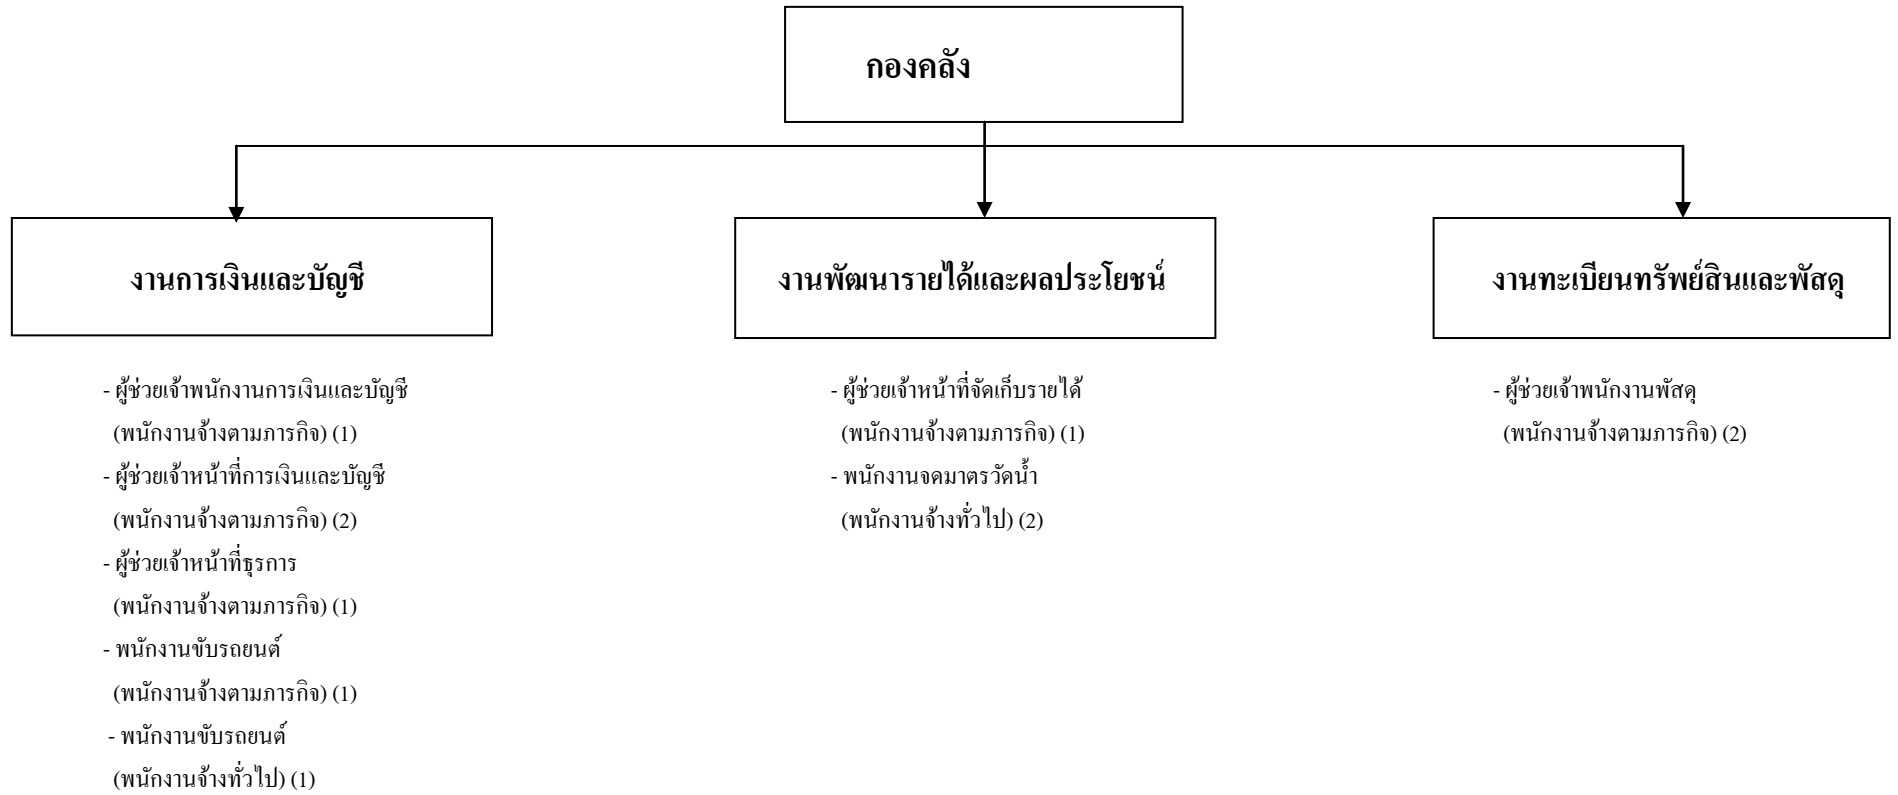 กองคลัง
งานการเงินและบัญชี
งานพัฒนารายได้และผลประโยชน์
งานทะเบียนทรัพย์สินและพัสดุ
- ผู้ช่วยเจ้าพนักงานการเงินและบัญชี
(พนักงานจ้างตามภารกิจ) (1)
- ผู้ช่วยเจ้าหน้าที่การเงินและบัญชี
(พนักงานจ้างตามภารกิจ) (2)
- ผู้ช่วยเจ้าหน้าที่ธุรการ
(พนักงานจ้างตามภารกิจ) (1)
- พนักงานขับรถยนต์
(พนักงานจ้างตามภารกิจ) (1)
- พนักงานขับรถยนต์
(พนักงานจ้างทั่วไป) (1)
- ผู้ช่วยเจ้าหน้าที่จัดเก็บรายได้
(พนักงานจ้างตามภารกิจ) (1)
- พนักงานจดมาตรวัดน้ำ
(พนักงานจ้างทั่วไป) (2)
- ผู้ช่วยเจ้าพนักงานพัสดุ
(พนักงานจ้างตามภารกิจ) (2)